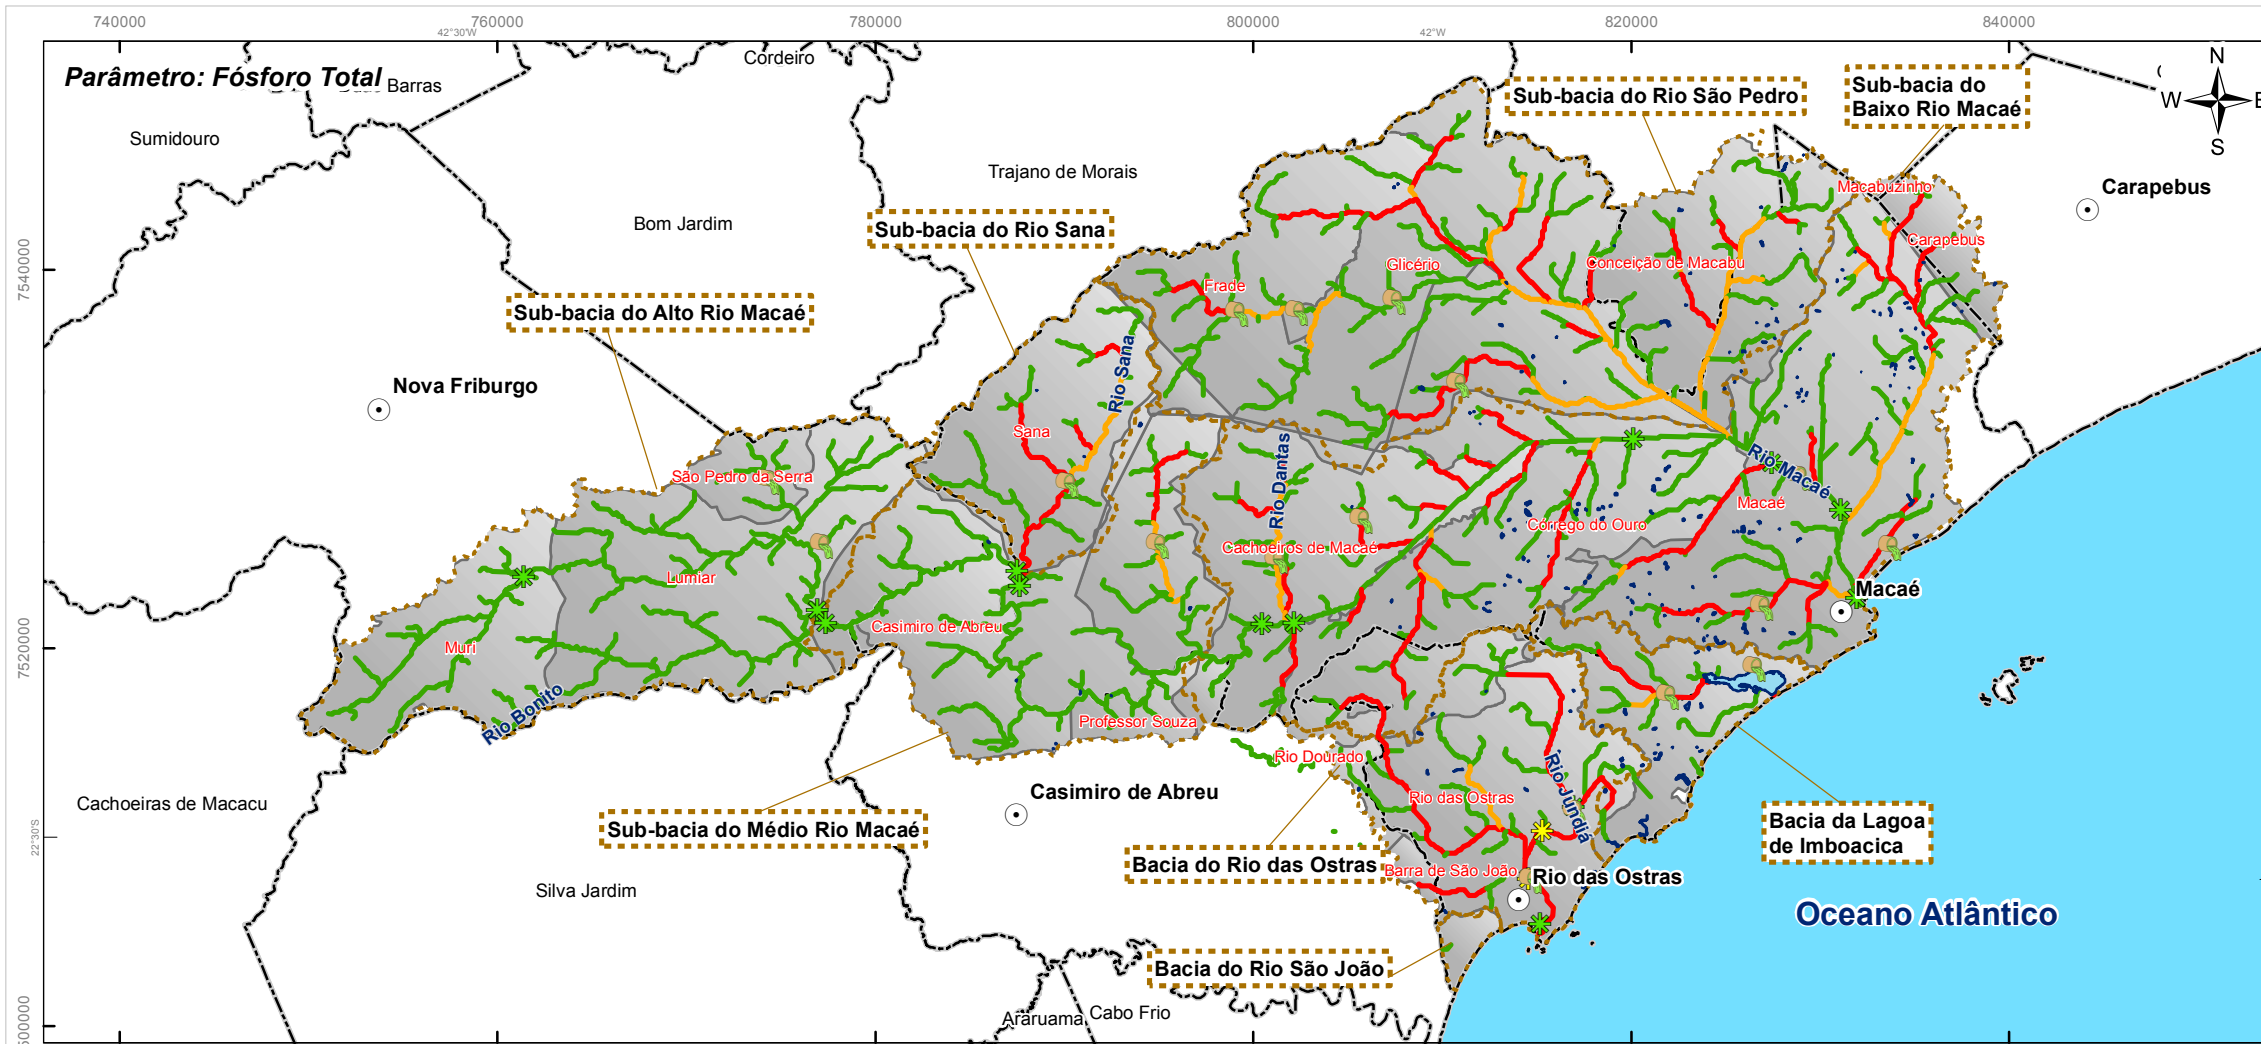 740000
760000
780000
800000
820000
840000
42°30'W
42°W
Parâmetro: Fósforo Total
Barras
Cordeiro
Sumidouro
Trajano de Morais
Bom Jardim
Sub-bacia do Rio São Pedro
Sub-bacia do
Baixo Rio Macaé
N
W
E
S
Carapebus
Macabuzinho
Carapebus
Sub-bacia do Rio Sana
Conceição de Macabu
Glicério
Frade
7540000
Sub-bacia do Alto Rio Macaé
Nova Friburgo
Rio Sana
Sana
São Pedro da Serra
Rio Dantas
Rio Macaé
Macaé
Córrego do Ouro
Cachoeiros de Macaé
Lumiar
Casimiro de Abreu
Macaé
7520000
Muri
Rio Bonito
Professor Souza
Rio Dourado
Cachoeiras de Macacu
Casimiro de Abreu
Rio das Ostras
Rio Jundiá
Sub-bacia do Médio Rio Macaé
Bacia da Lagoa
de Imboacica
22°30'S
Bacia do Rio das Ostras
Barra de São João
Rio das Ostras
Silva Jardim
Oceano Atlântico
Bacia do Rio São João
Araruama
Cabo Frio